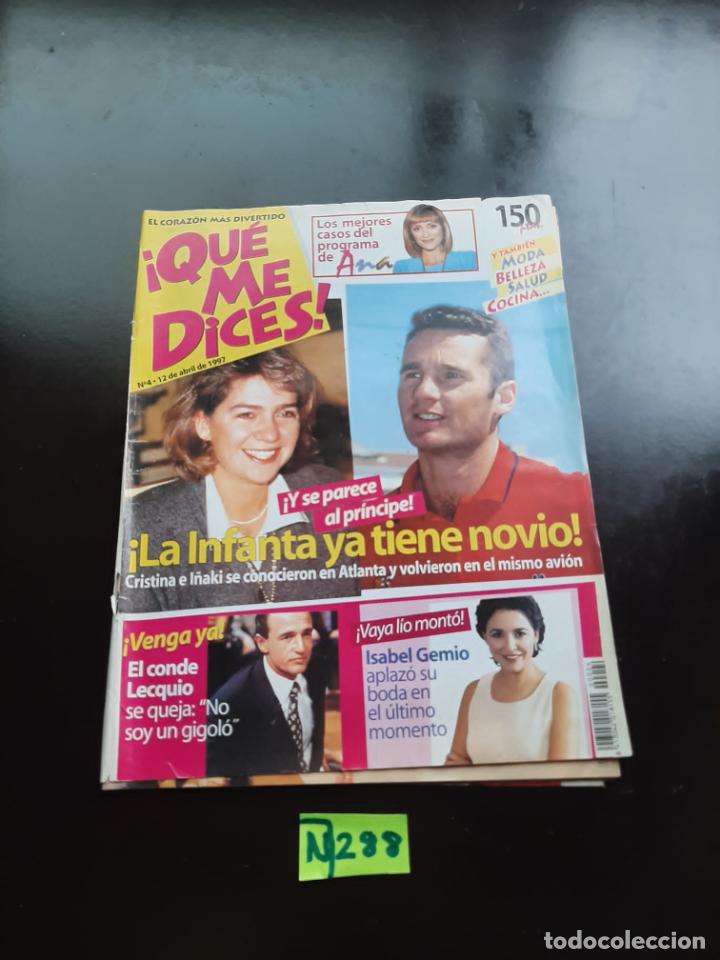 EL CORAZÓN MÁS DIVERTIDO
¡QUÉ
ME
DICES!
Nº4 • 12 de abril de 1997
Los mejores
casos del
programa
de Ana
150
Y TAMBIÉN
MODA
BELLEZA
SALUD
COCINA...
¡Y se parece
al príncipe!
¡La Infanta ya tiene novio!
Cristina e Iñaki se conocieron en Atlanta y volvieron en el mismo avión
¡Venga ya!
El conde
Lecquio
se queja: “No
soy un gigoló”
¡Vaya lío montó!
Isabel Gemio
aplazó su
boda en
el último
momento
N288
todocoleccion
todocoleccion.net